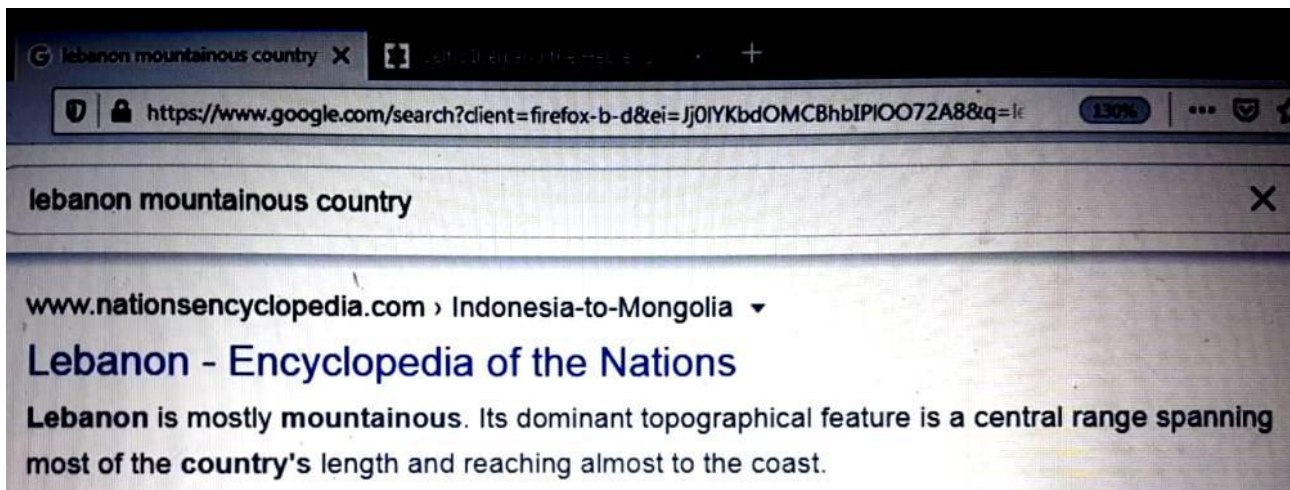 G lebanon mountainous country X
+
https://www.google.com/search?client=firefox-b-d&ei=Jj0lYKbdOMCBhbIPlOO72A8&q=le
130%
lebanon mountainous country
www.nationsencyclopedia.com › Indonesia-to-Mongolia
Lebanon - Encyclopedia of the Nations
Lebanon is mostly mountainous. Its dominant topographical feature is a central range spanning
most of the country's length and reaching almost to the coast.